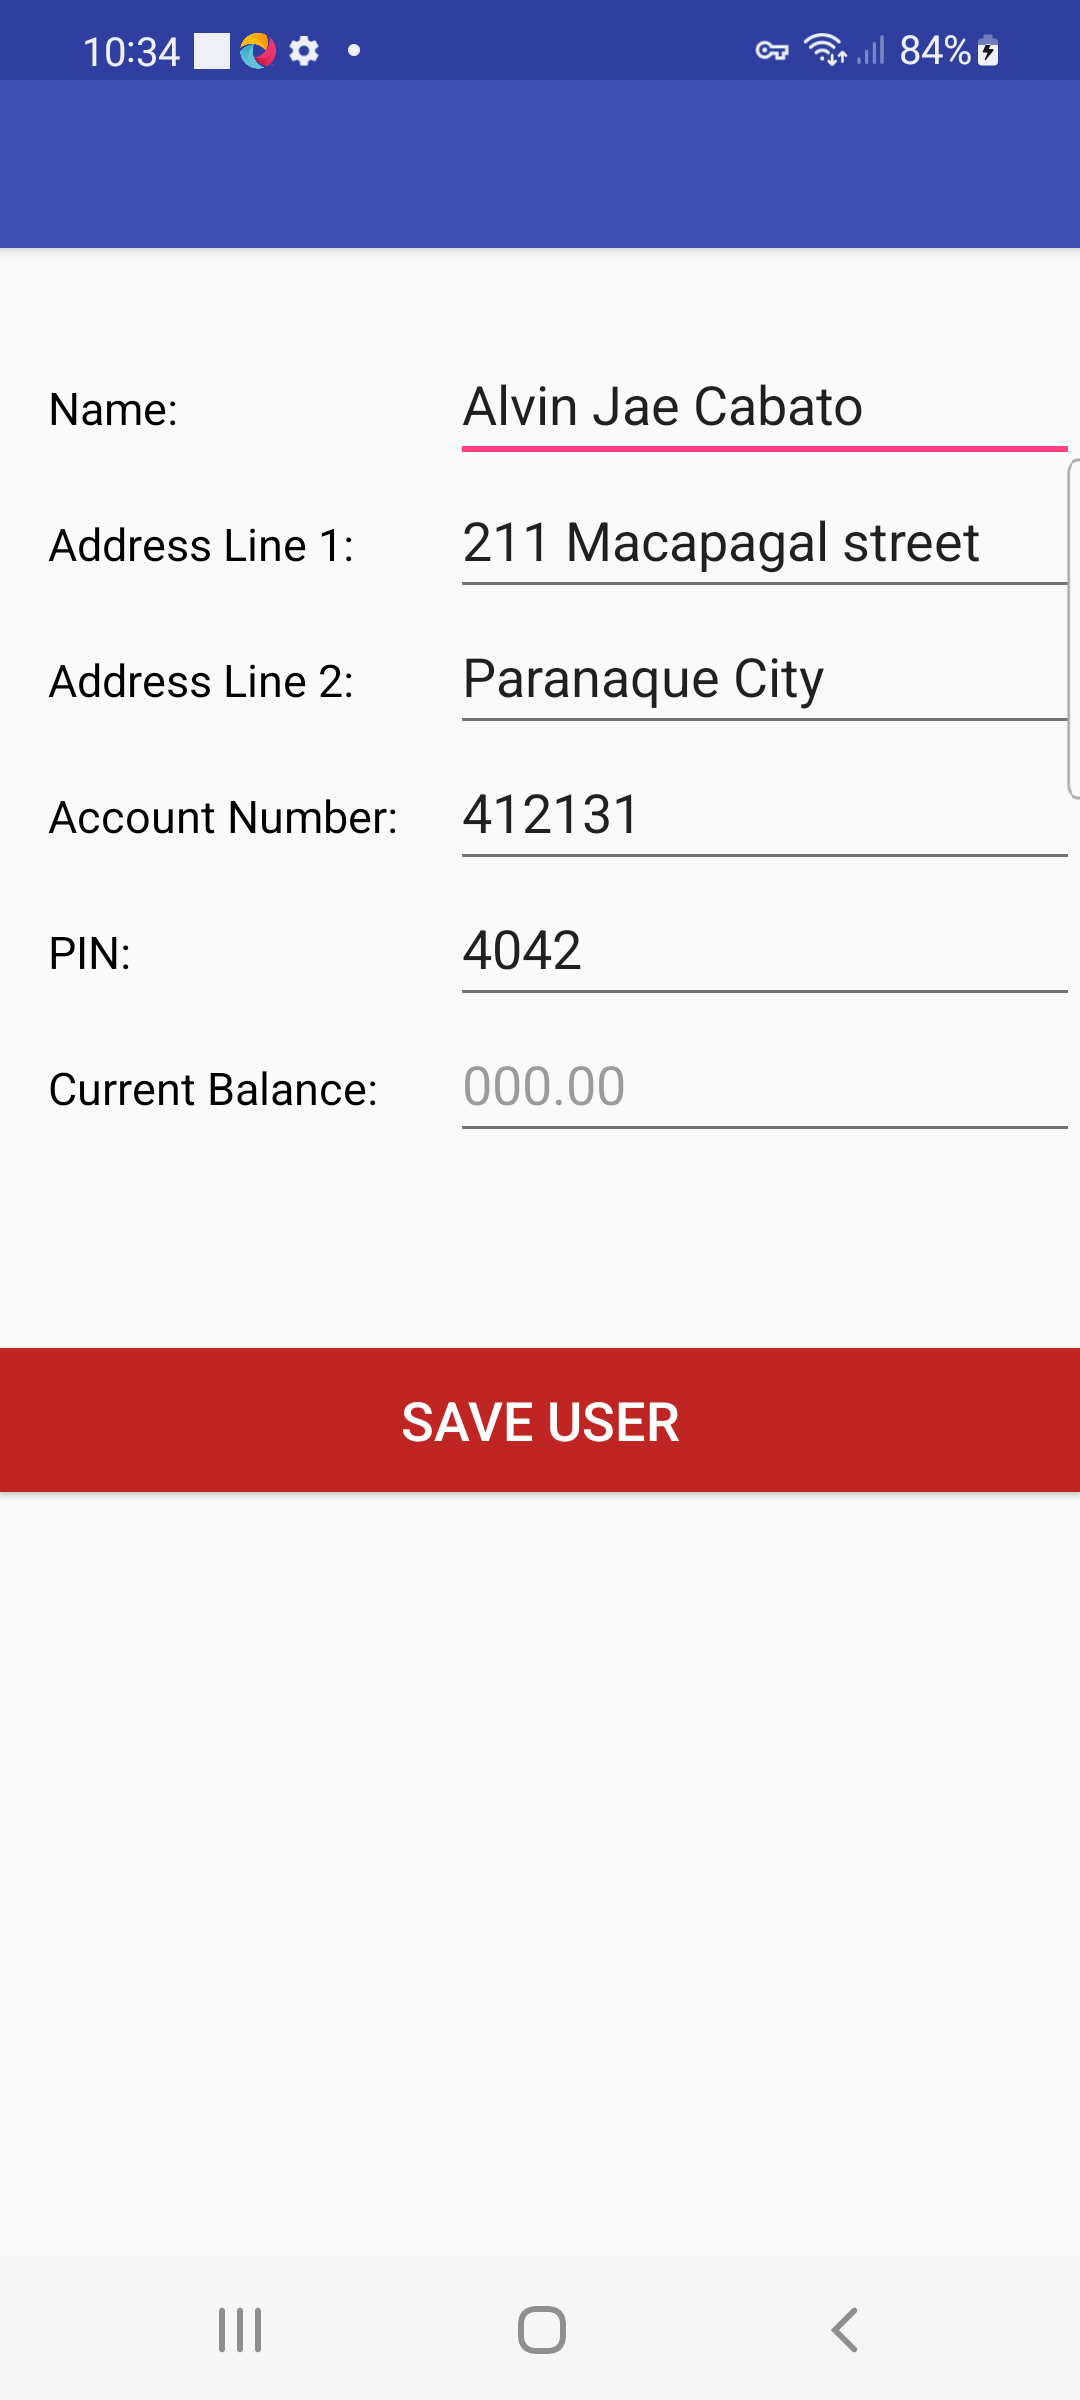 10:34
84%
Name: Alvin Jae Cabato
Address Line 1: 211 Macapagal street
Address Line 2: Paranaque City
Account Number: 412131
PIN: 4042
Current Balance: 000.00
SAVE USER